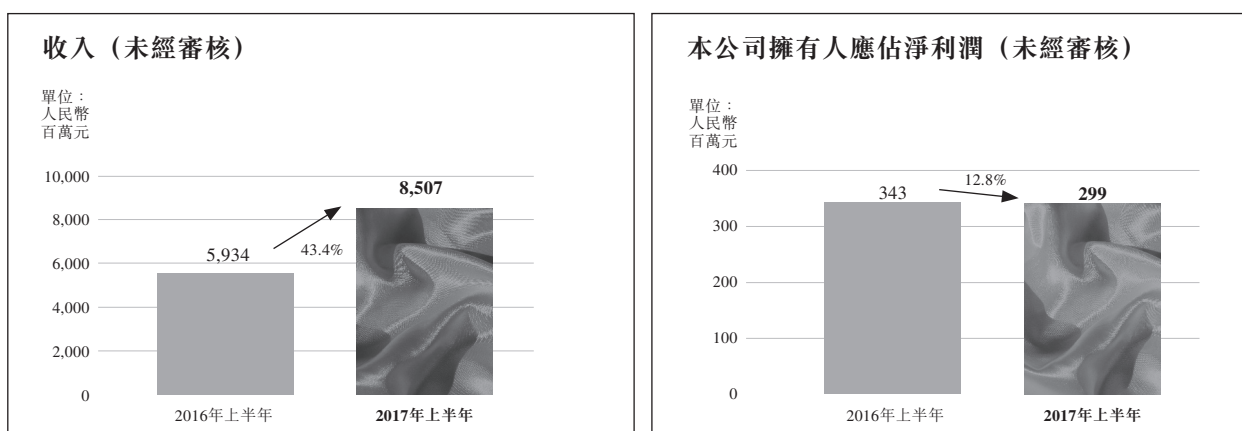 收入（未經審核）
單位：
人民幣
百萬元
10,000
8,000
6,000
4,000
2,000
0
5,934
43.4%
8,507
2016年上半年
2017年上半年
本公司擁有人應佔淨利潤（未經審核）
單位：
人民幣
百萬元
400
300
200
100
0
343
12.8%
299
2016年上半年
2017年上半年